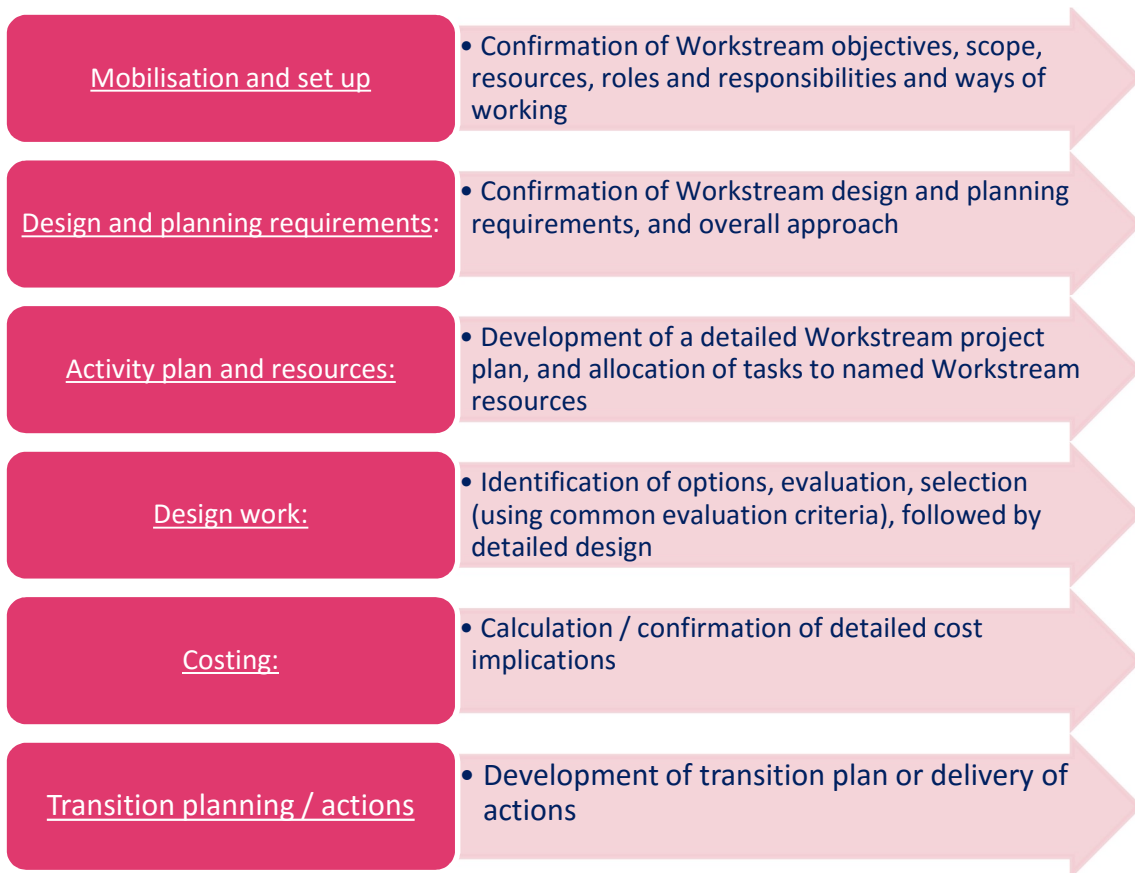 Mobilisation and set up
• Confirmation of Workstream objectives, scope,
resources, roles and responsibilities and ways of
working
Design and planning requirements:
• Confirmation of Workstream design and planning
requirements, and overall approach
Activity plan and resources:
• Development of a detailed Workstream project
plan, and allocation of tasks to named Workstream
resources
Design work:
• Identification of options, evaluation, selection
(using common evaluation criteria), followed by
detailed design
Costing:
• Calculation / confirmation of detailed cost
implications
Transition planning / actions
• Development of transition plan or delivery of
actions